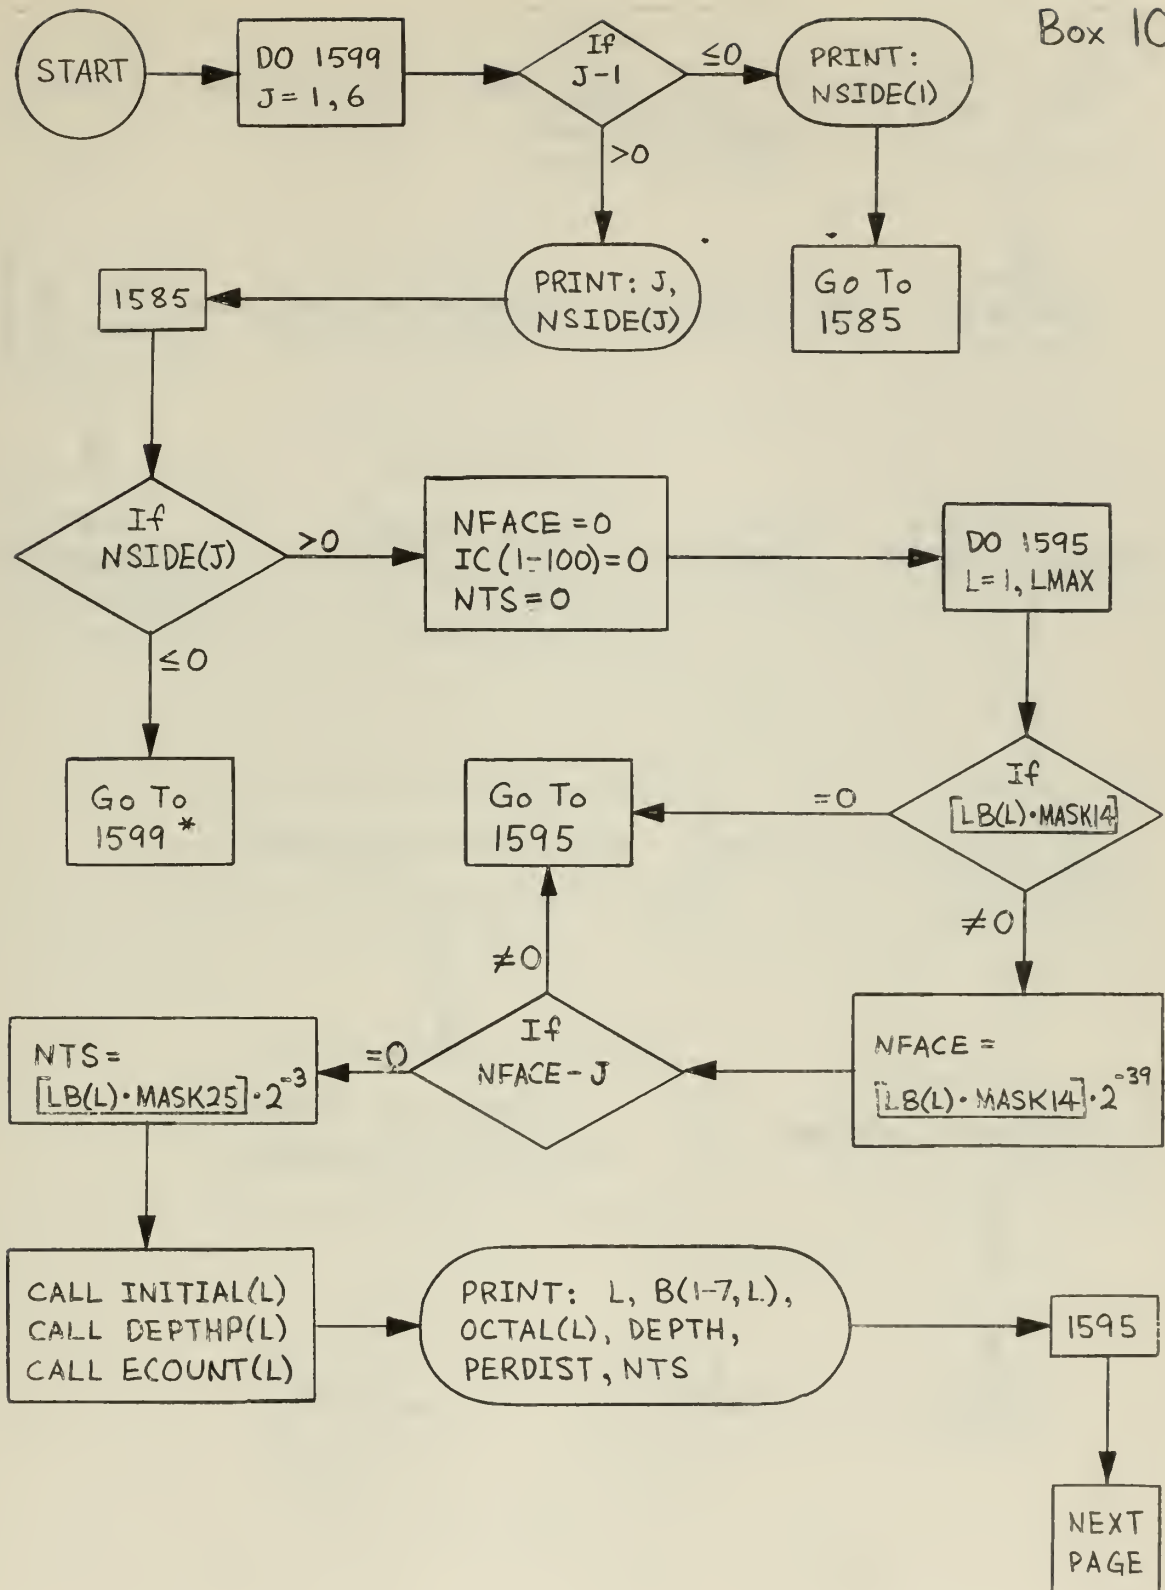 Box 10
START
DO 1599
J=1,6
If
J-1
≤0
PRINT:
NSIDE(1)
>0
Go To
1585
PRINT: J,
NSIDE(J)
1585
If
NSIDE(J)
>0
NFACE=0
IC(1-100)=0
NTS=0
DO 1595
L=1, LMAX
≤0
Go To
1599*
Go To
1595
=0
If
[LB(L)·MASK14]
≠0
≠0
NFACE =
[LB(L)·MASK14]·2⁻³⁹
If
NFACE-J
=0
NTS=
[LB(L)·MASK25]·2⁻³
CALL INITIAL(L)
CALL DEPTHP(L)
CALL ECOUNT(L)
PRINT: L, B(1-7,L),
OCTAL(L), DEPTH,
PERDIST, NTS
1595
NEXT
PAGE